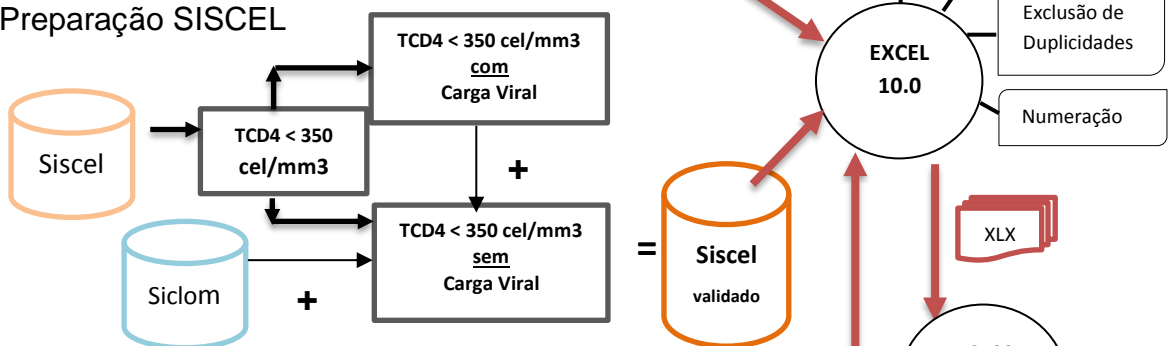 Preparação SISCEL
TCD4 < 350 cel/mm3
com
Carga Viral
Siscel
TCD4 < 350
cel/mm3
+
TCD4 < 350 cel/mm3
sem
Carga Viral
Siclom
+
=
Siscel
validado
EXCEL
10.0
Exclusão de
Duplicidades
Numeração
XLX